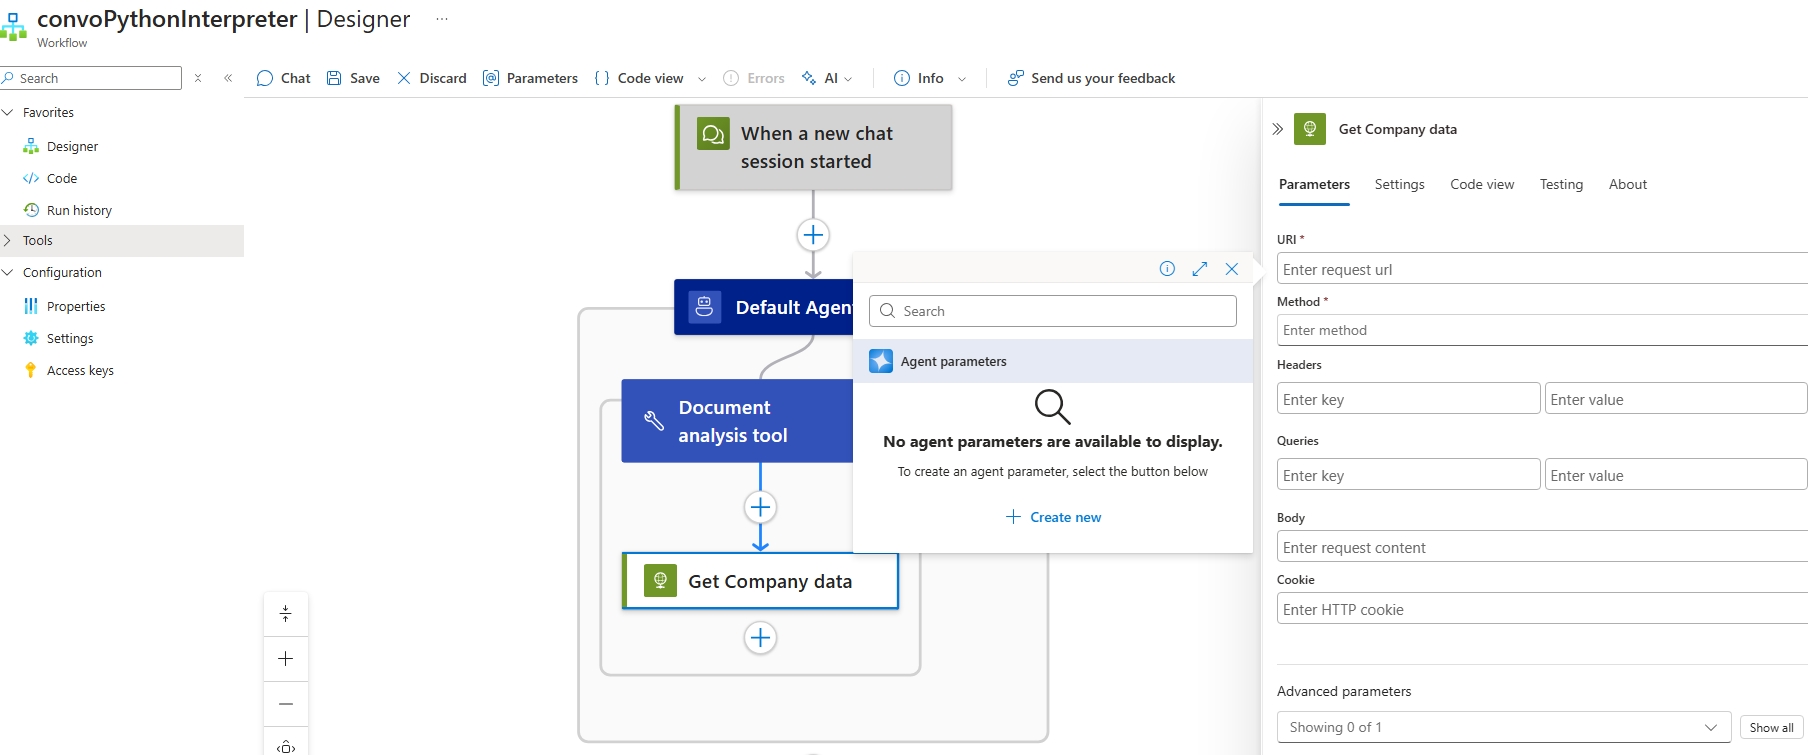 convoPythonInterpreter | Designer ...
Workflow
Search
Chat Save Discard Parameters Code view Errors AI Info Send us your feedback
Favorites
Designer
Code
Run history
Tools
Configuration
Properties
Settings
Access keys
When a new chat
session started
Default Agent
Document
analysis tool
Get Company data
Search
Agent parameters
No agent parameters are available to display.
To create an agent parameter, select the button below
Create new
Get Company data
Parameters Settings Code view Testing About
URI *
Enter request url
Method *
Enter method
Headers
Enter key Enter value
Queries
Enter key Enter value
Body
Enter request content
Cookie
Enter HTTP cookie
Advanced parameters
Showing 0 of 1 Show all